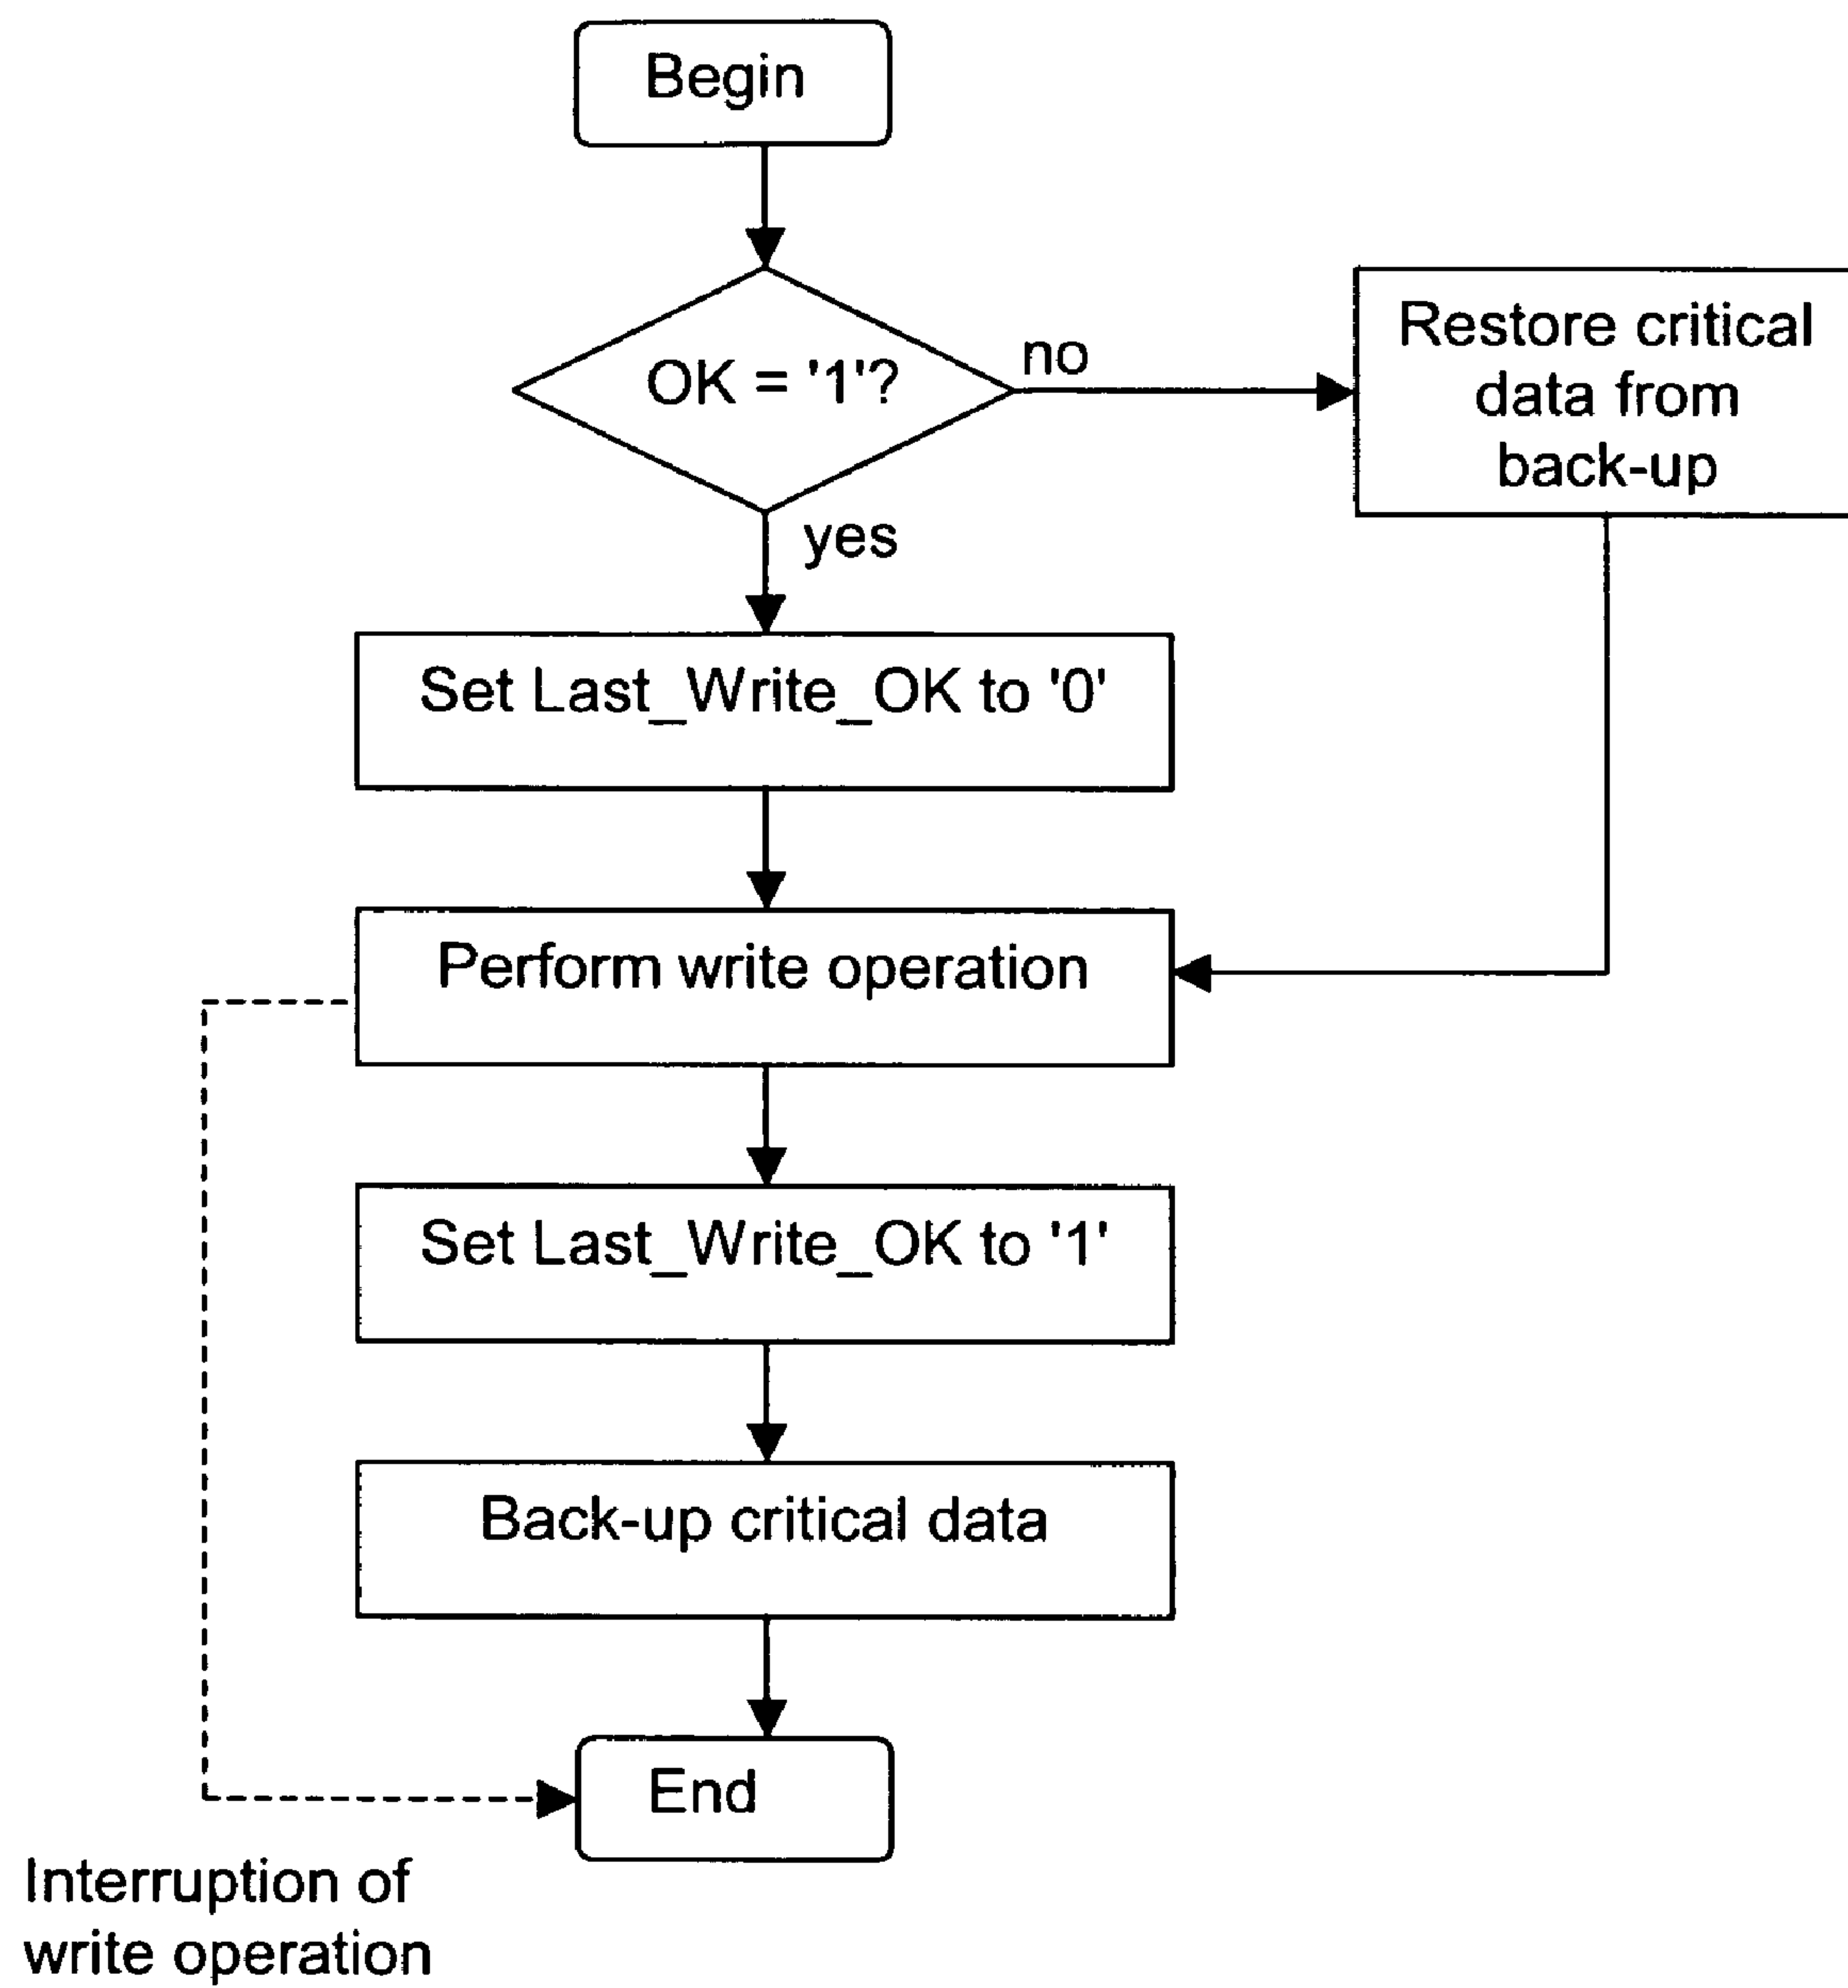 Begin
OK = '1'?
no
Restore critical
data from
back-up
yes
Set Last_Write_OK to '0'
Perform write operation
Set Last_Write_OK to '1'
Back-up critical data
End
Interruption of
write operation